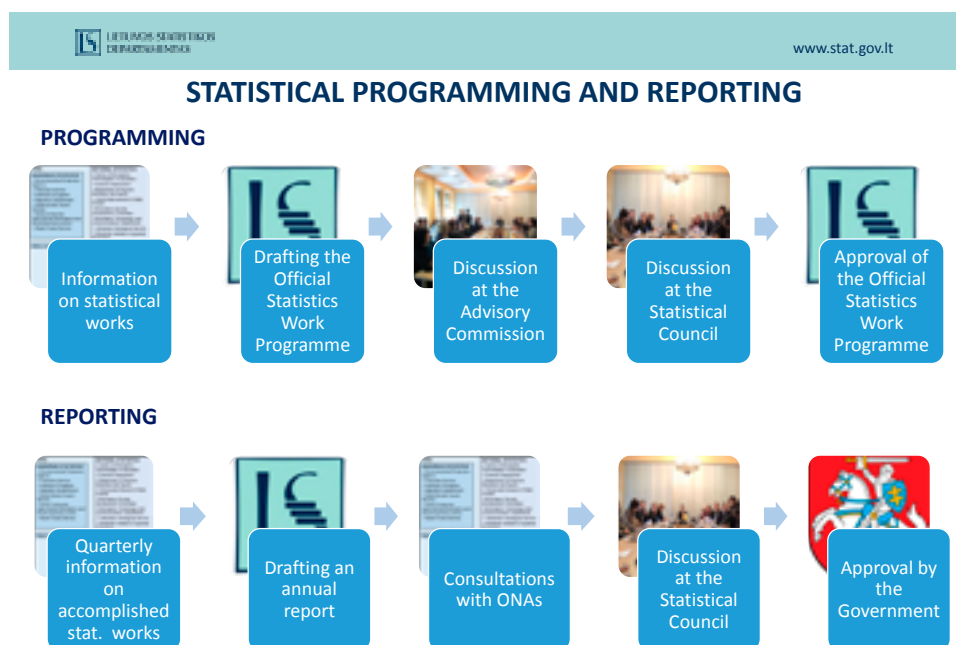 LIETUVOS STATISTIKOS
DEPARTAMENTAS
www.stat.gov.lt
STATISTICAL PROGRAMMING AND REPORTING
PROGRAMMING
Information
on statistical
works
Drafting the
Official
Statistics
Work
Programme
Discussion
at the
Advisory
Commission
Discussion
at the
Statistical
Council
Approval of
the Official
Statistics
Work
Programme
REPORTING
Quarterly
information
on
accomplished
stat. works
Drafting an
annual
report
Consultations
with ONAs
Discussion
at the
Statistical
Council
Approval by
the
Government